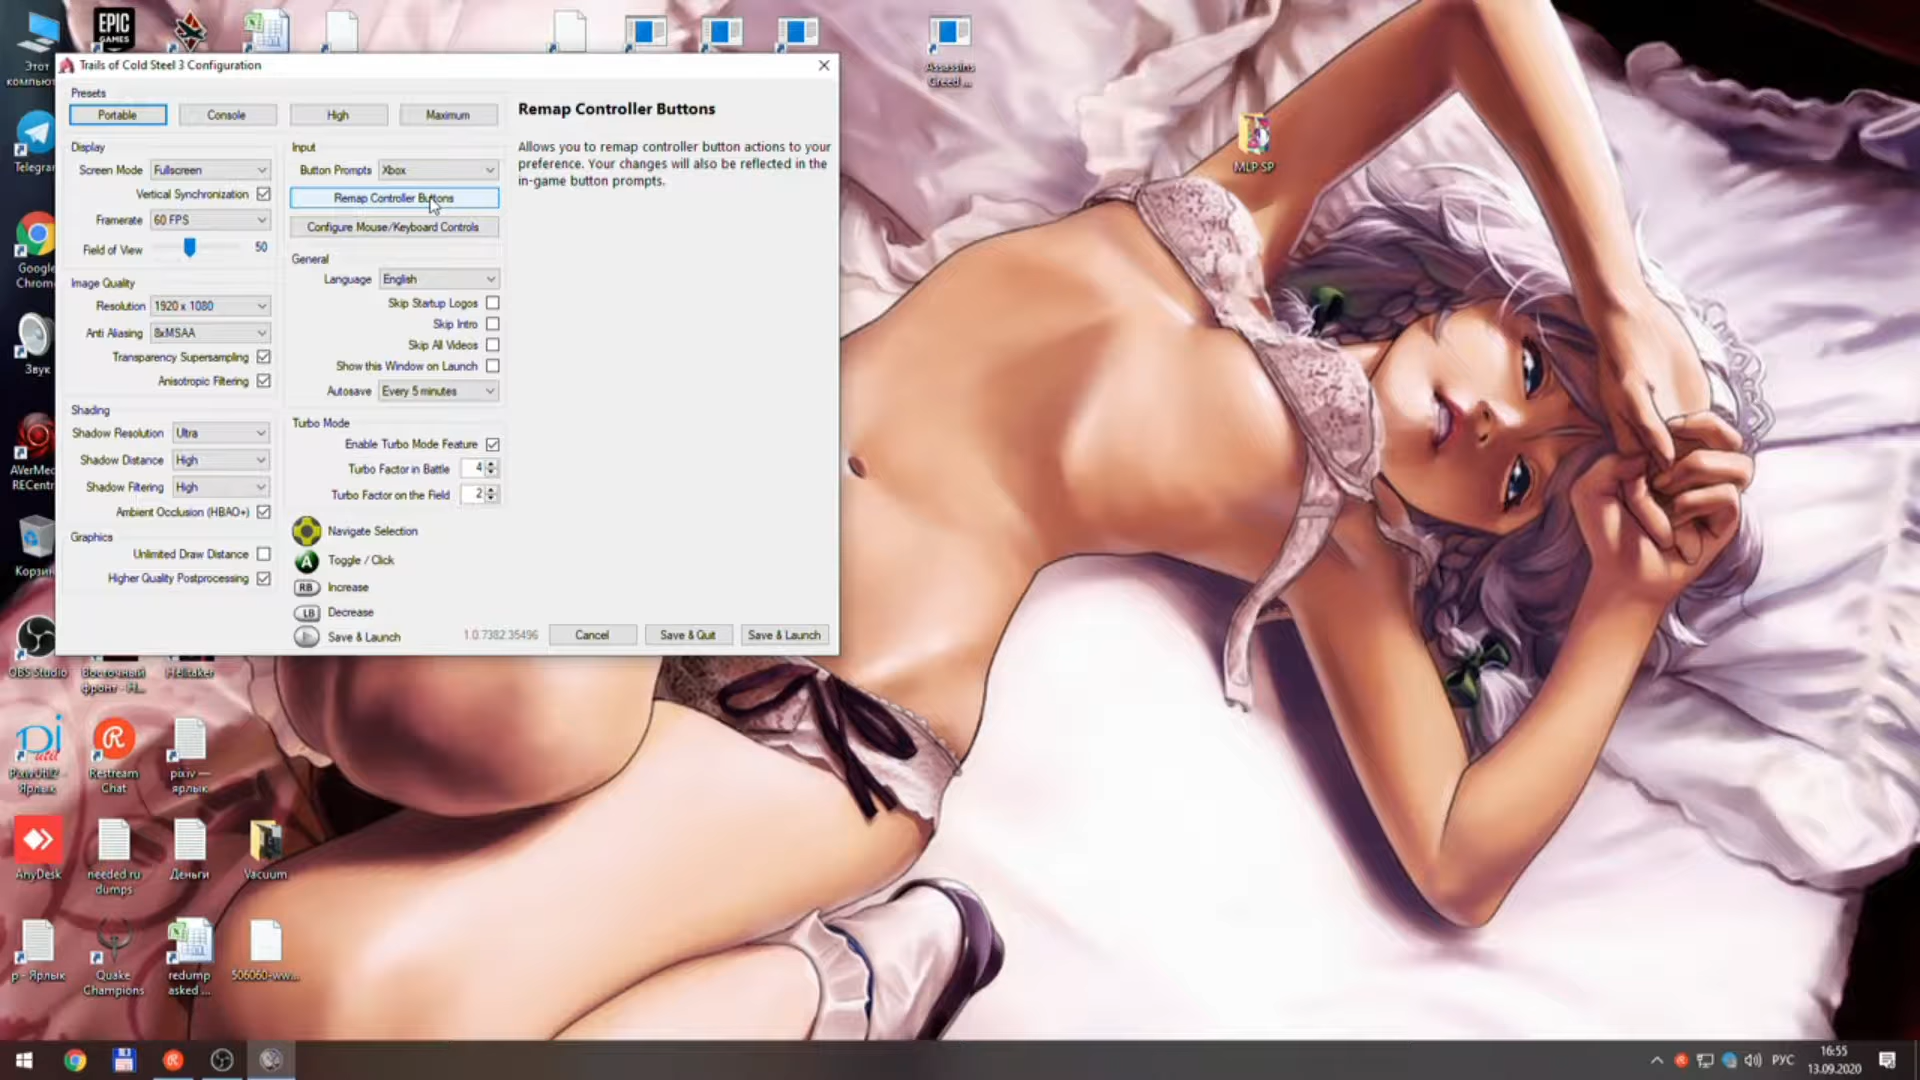 EPIC
GAMES
Этот
Trails of Cold Steel 3 Configuration
Presets
Portable
Console
High
Maximum
Display
Screen Mode
Fullscreen
Vertical Synchronization
Framerate
60 FPS
Field of View
50
Image Quality
Resolution
1920 x 1080
Anti Aliasing
8xMSAA
Transparency Supersampling
Anisotropic Filtering
Shading
Shadow Resolution
Ultra
Shadow Distance
High
Shadow Filtering
High
Ambient Occlusion (HBAO+)
Graphics
Unlimited Draw Distance
Higher Quality Postprocessing
Input
Button Prompts
Xbox
Remap Controller Buttons
Configure Mouse/Keyboard Controls
General
Language
English
Skip Startup Logos
Skip Intro
Skip All Videos
Show this Window on Launch
Autosave
Every 5 minutes
Turbo Mode
Enable Turbo Mode Feature
Turbo Factor in Battle
4
Turbo Factor on the Field
2
Navigate Selection
A
Toggle / Click
RB
Increase
LB
Decrease
Save & Launch
1.0.7382.35496
Cancel
Save & Quit
Save & Launch
Remap Controller Buttons
Allows you to remap controller button actions to your
preference. Your changes will also be reflected in the
in-game button prompts.
Assassins
Creed ...
MLP SP
Google
Звук
OBS Studio
Восточный
фронт - H...
Helltaker
Restream
Chat
pixiv —
ярлык
Ярлык
AnyDesk
needed ru
dumps
Деньги
Vacuum
p - Ярлык
Quake
Champions
redump
asked ...
506060-ww...
РУС
16:55
13.09.2020